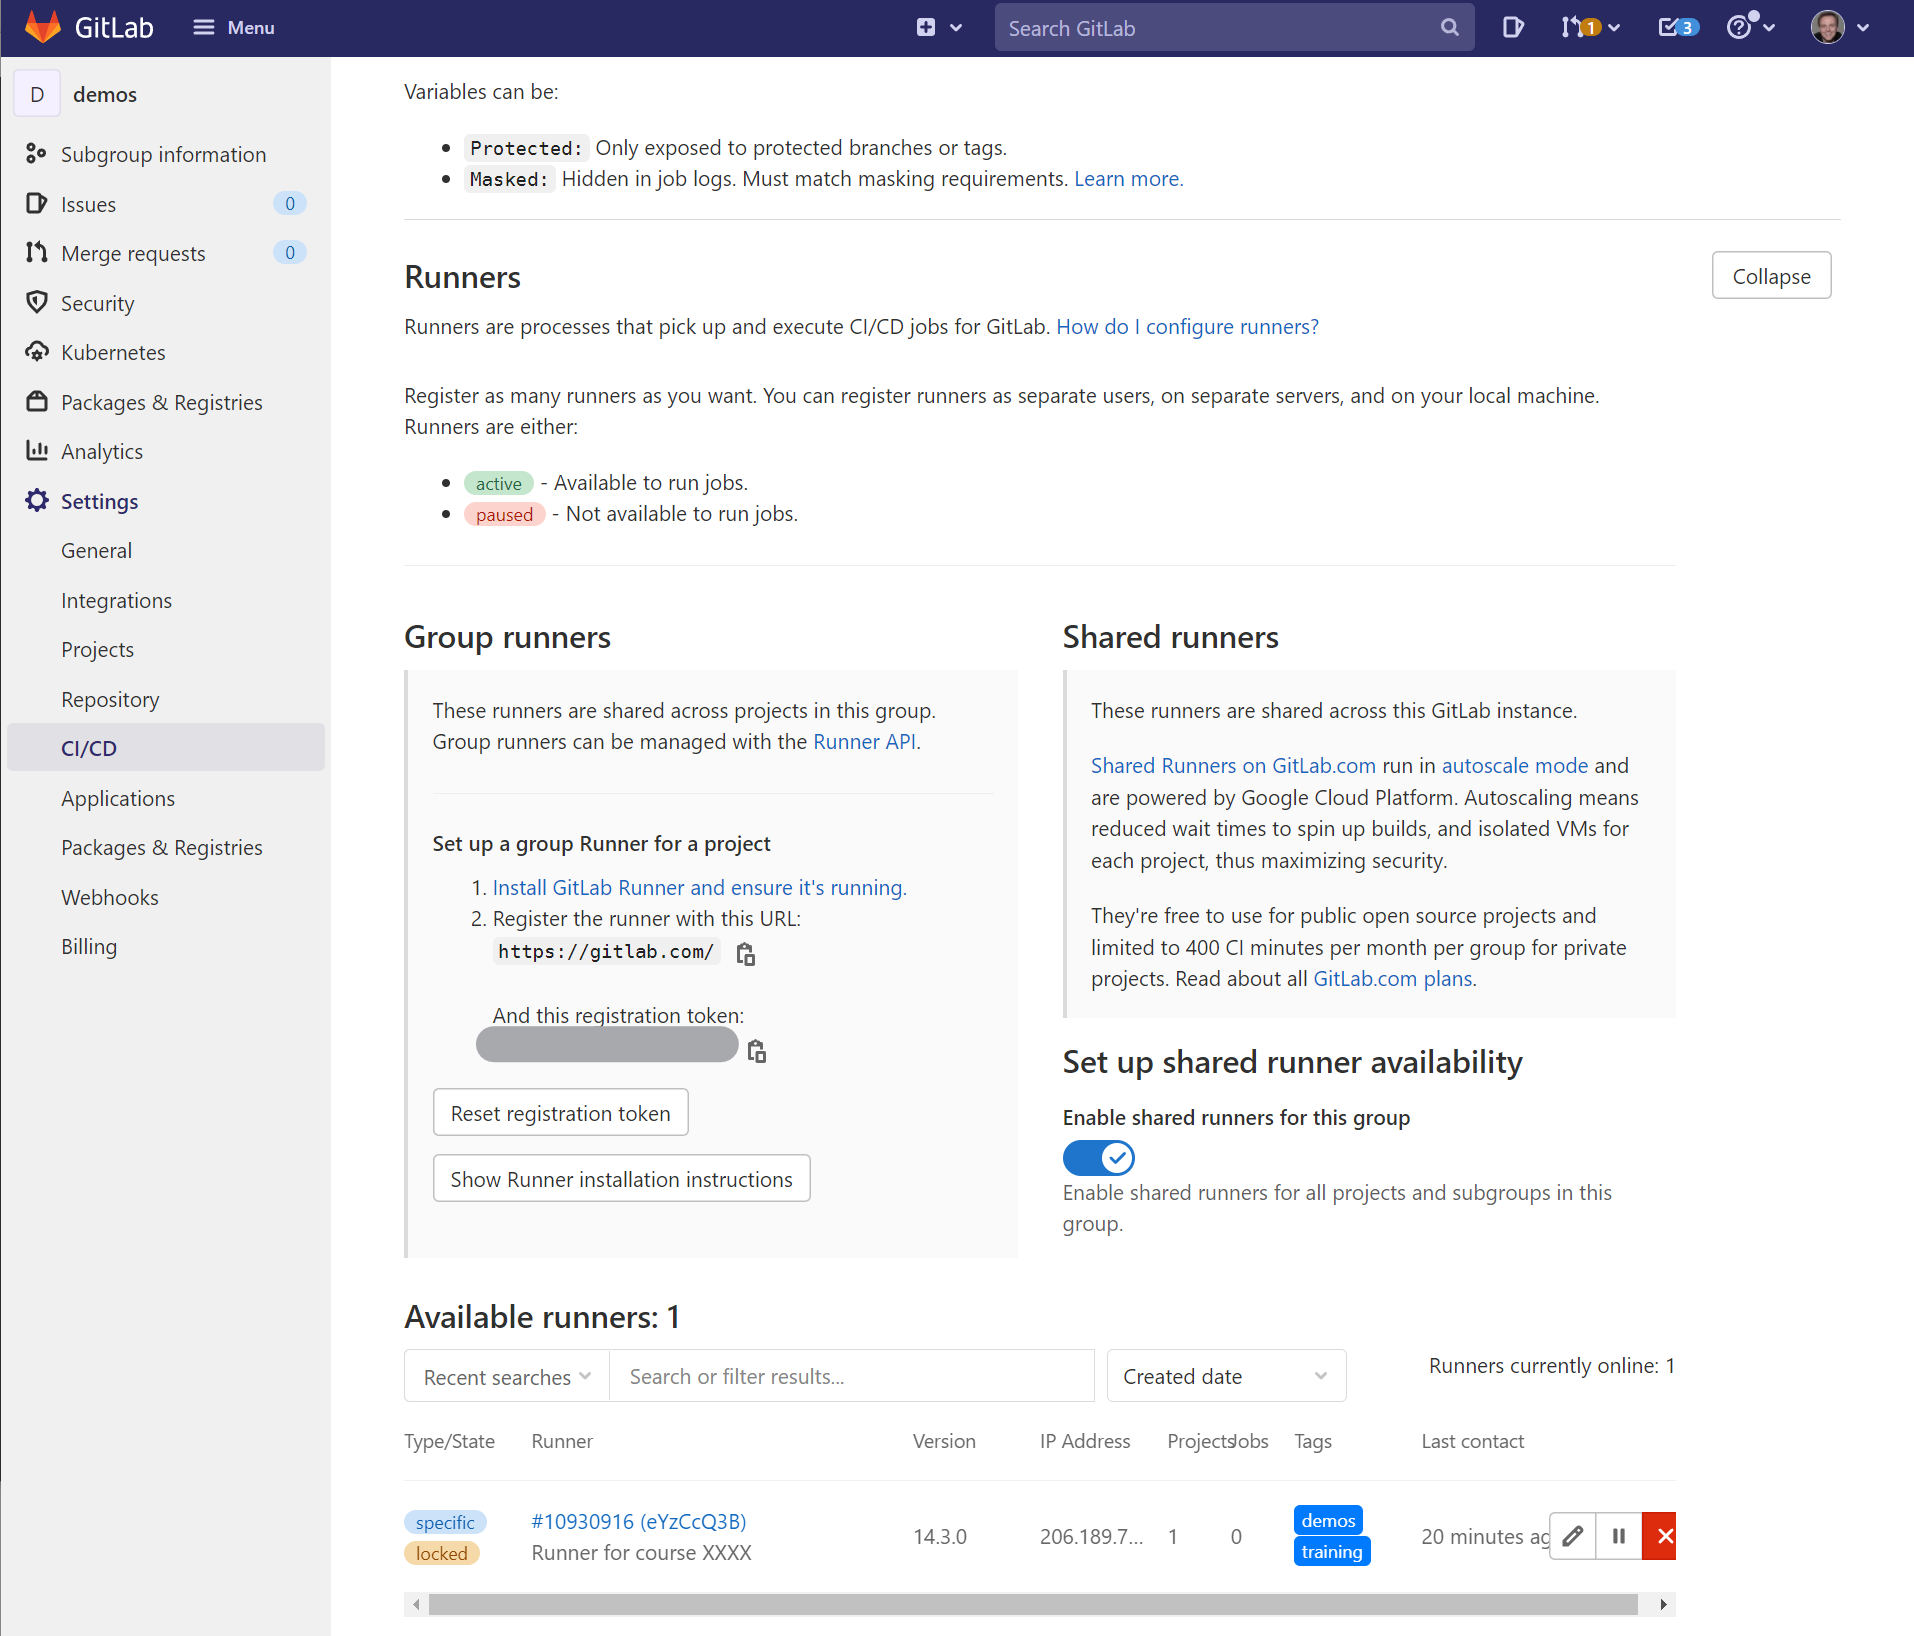 GitLab
Menu
Search GitLab
1
3
D
demos
Subgroup information
Issues
0
Merge requests
0
Security
Kubernetes
Packages & Registries
Analytics
Settings
General
Integrations
Projects
Repository
CI/CD
Applications
Packages & Registries
Webhooks
Billing
Variables can be:
Protected: Only exposed to protected branches or tags.
Masked: Hidden in job logs. Must match masking requirements. Learn more.
Runners
Collapse
Runners are processes that pick up and execute CI/CD jobs for GitLab. How do I configure runners?
Register as many runners as you want. You can register runners as separate users, on separate servers, and on your local machine.
Runners are either:
active - Available to run jobs.
paused - Not available to run jobs.
Group runners
These runners are shared across projects in this group.
Group runners can be managed with the Runner API.
Set up a group Runner for a project
1. Install GitLab Runner and ensure it's running.
2. Register the runner with this URL:
https://gitlab.com/
And this registration token:
Reset registration token
Show Runner installation instructions
Shared runners
These runners are shared across this GitLab instance.
Shared Runners on GitLab.com run in autoscale mode and
are powered by Google Cloud Platform. Autoscaling means
reduced wait times to spin up builds, and isolated VMs for
each project, thus maximizing security.
They're free to use for public open source projects and
limited to 400 CI minutes per month per group for private
projects. Read about all GitLab.com plans.
Set up shared runner availability
Enable shared runners for this group
Enable shared runners for all projects and subgroups in this
group.
Available runners: 1
Recent searches
Search or filter results...
Created date
Runners currently online: 1
Type/State Runner Version IP Address Projects Jobs Tags Last contact
specific
locked
#10930916 (eYzCcQ3B)
Runner for course XXXX
14.3.0
206.189.7...
1
0
demos
training
20 minutes ag